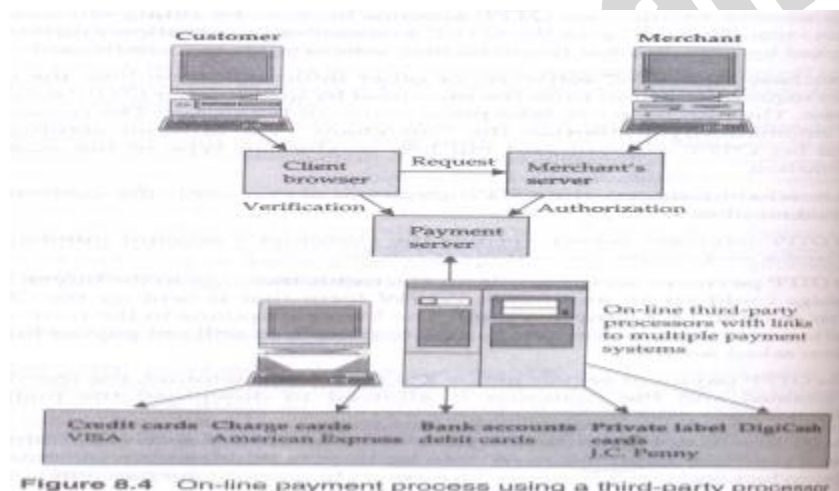 Customer
Merchant
Client
browser
Request
Merchant's
server
Verification
Authorization
Payment
server
On-line third-party
processors with links
to multiple payment
systems
Credit cards
VISA
Charge cards
American Express
Bank accounts
debit cards
Private label
cards
J.C. Penny
DigiCash
Figure 8.4 On-line payment process using a third-party processor